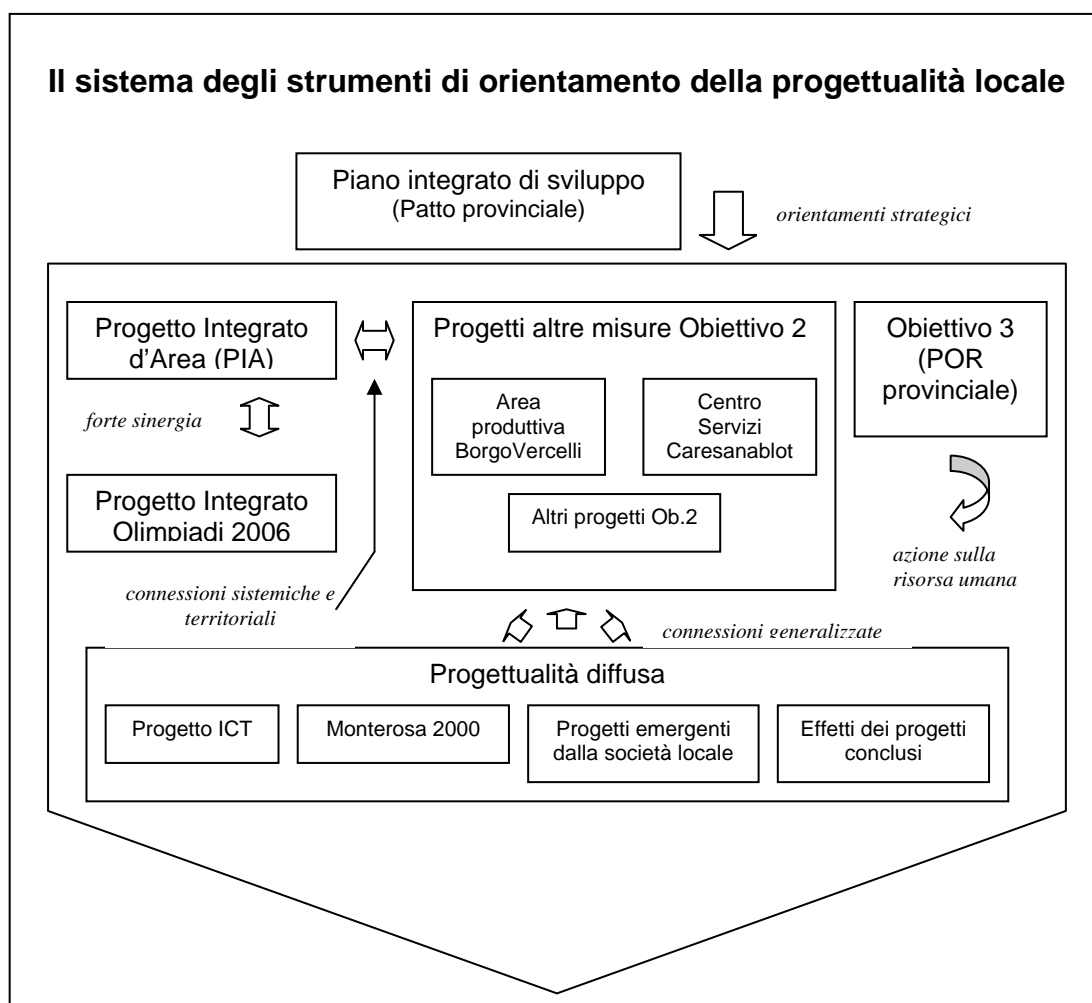 Il sistema degli strumenti di orientamento della progettualità locale
Piano integrato di sviluppo
(Patto provinciale)
orientamenti strategici
Progetto Integrato
d'Area (PIA)
forte sinergia
Progetto Integrato
Olimpiadi 2006
connessioni sistemiche e
territoriali
Progetti altre misure Obiettivo 2
Area
produttiva
BorgoVercelli
Centro
Servizi
Caresanablot
Altri progetti Ob.2
Obiettivo 3
(POR
provinciale)
azione sulla
risorsa umana
connessioni generalizzate
Progettualità diffusa
Progetto ICT
Monterosa 2000
Progetti emergenti
dalla società locale
Effetti dei progetti
conclusi